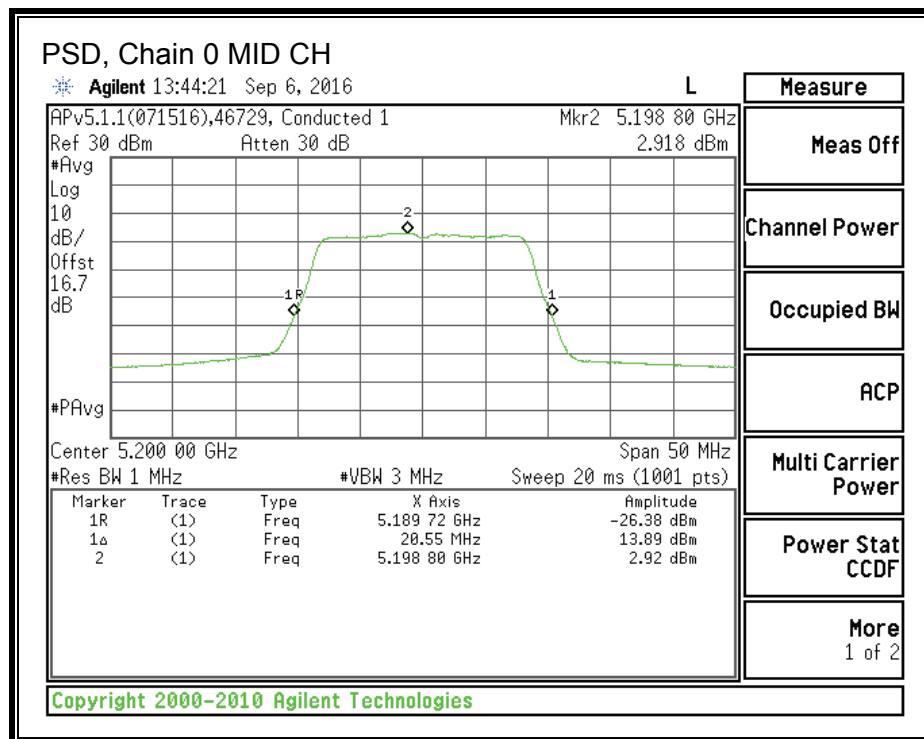 PSD, Chain 0 MID CH
Agilent 13:44:21 Sep 6, 2016 L
Measure
APv5.1.1(071516),46729, Conducted 1 Mkr2 5.198 80 GHz
Ref 30 dBm Atten 30 dB 2.918 dBm
Meas Off
#Avg
Log
10
dB/
Offst
16.7
dB
#PAvg
2
1R
1
Channel Power
Occupied BW
ACP
Center 5.200 00 GHz Span 50 MHz
#Res BW 1 MHz #VBW 3 MHz Sweep 20 ms (1001 pts)
Multi Carrier
Power
Marker Trace Type X Axis Amplitude
1R (1) Freq 5.189 72 GHz -26.38 dBm
1Δ (1) Freq 20.55 MHz 13.89 dBm
2 (1) Freq 5.198 80 GHz 2.92 dBm
Power Stat
CCDF
More
1 of 2
Copyright 2000-2010 Agilent Technologies